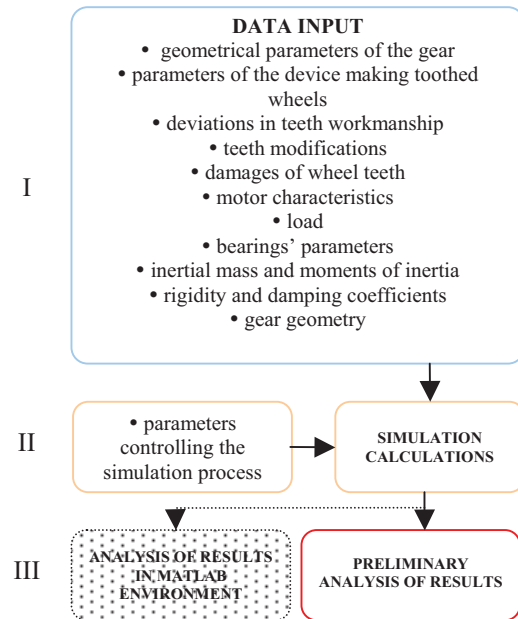 DATA INPUT
• geometrical parameters of the gear
• parameters of the device making toothed
wheels
• deviations in teeth workmanship
• teeth modifications
• damages of wheel teeth
• motor characteristics
• load
• bearings’ parameters
• inertial mass and moments of inertia
• rigidity and damping coefficients
• gear geometry
I
II
• parameters
controlling the
simulation process
SIMULATION
CALCULATIONS
III
ANALYSIS OF RESULTS
IN MATLAB
ENVIRONMENT
PRELIMINARY
ANALYSIS OF RESULTS